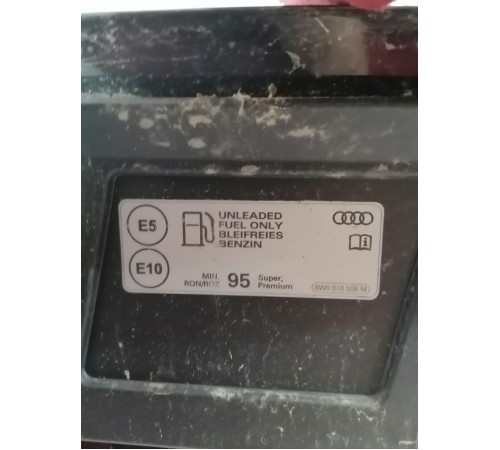 E5
E10
UNLEADED
FUEL ONLY
BLEIFREIES
BENZIN
MIN.
RON/ROZ
95
Super,
Premium